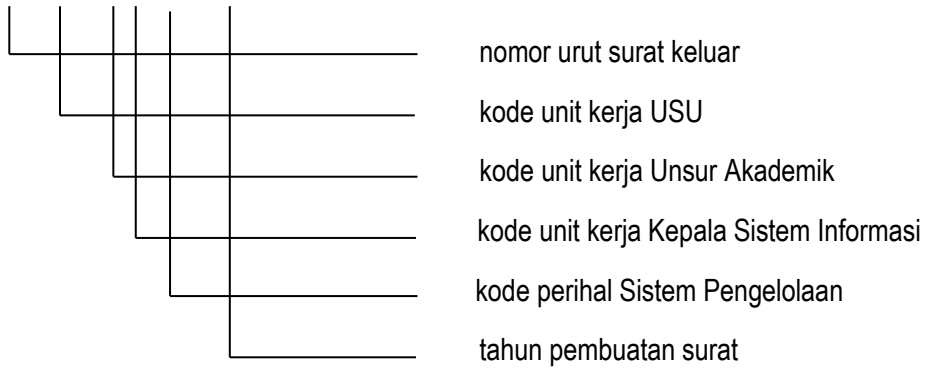 nomor urut surat keluar
kode unit kerja USU
kode unit kerja Unsur Akademik
kode unit kerja Kepala Sistem Informasi
kode perihal Sistem Pengelolaan
tahun pembuatan surat